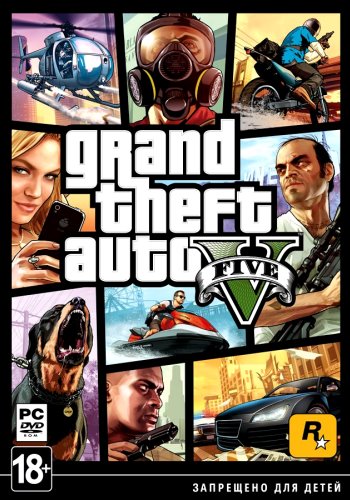 grand
theft
auto V
FIVE
PC
DVD
ROM
R★
18+
ЗАПРЕЩЕНО ДЛЯ ДЕТЕЙ